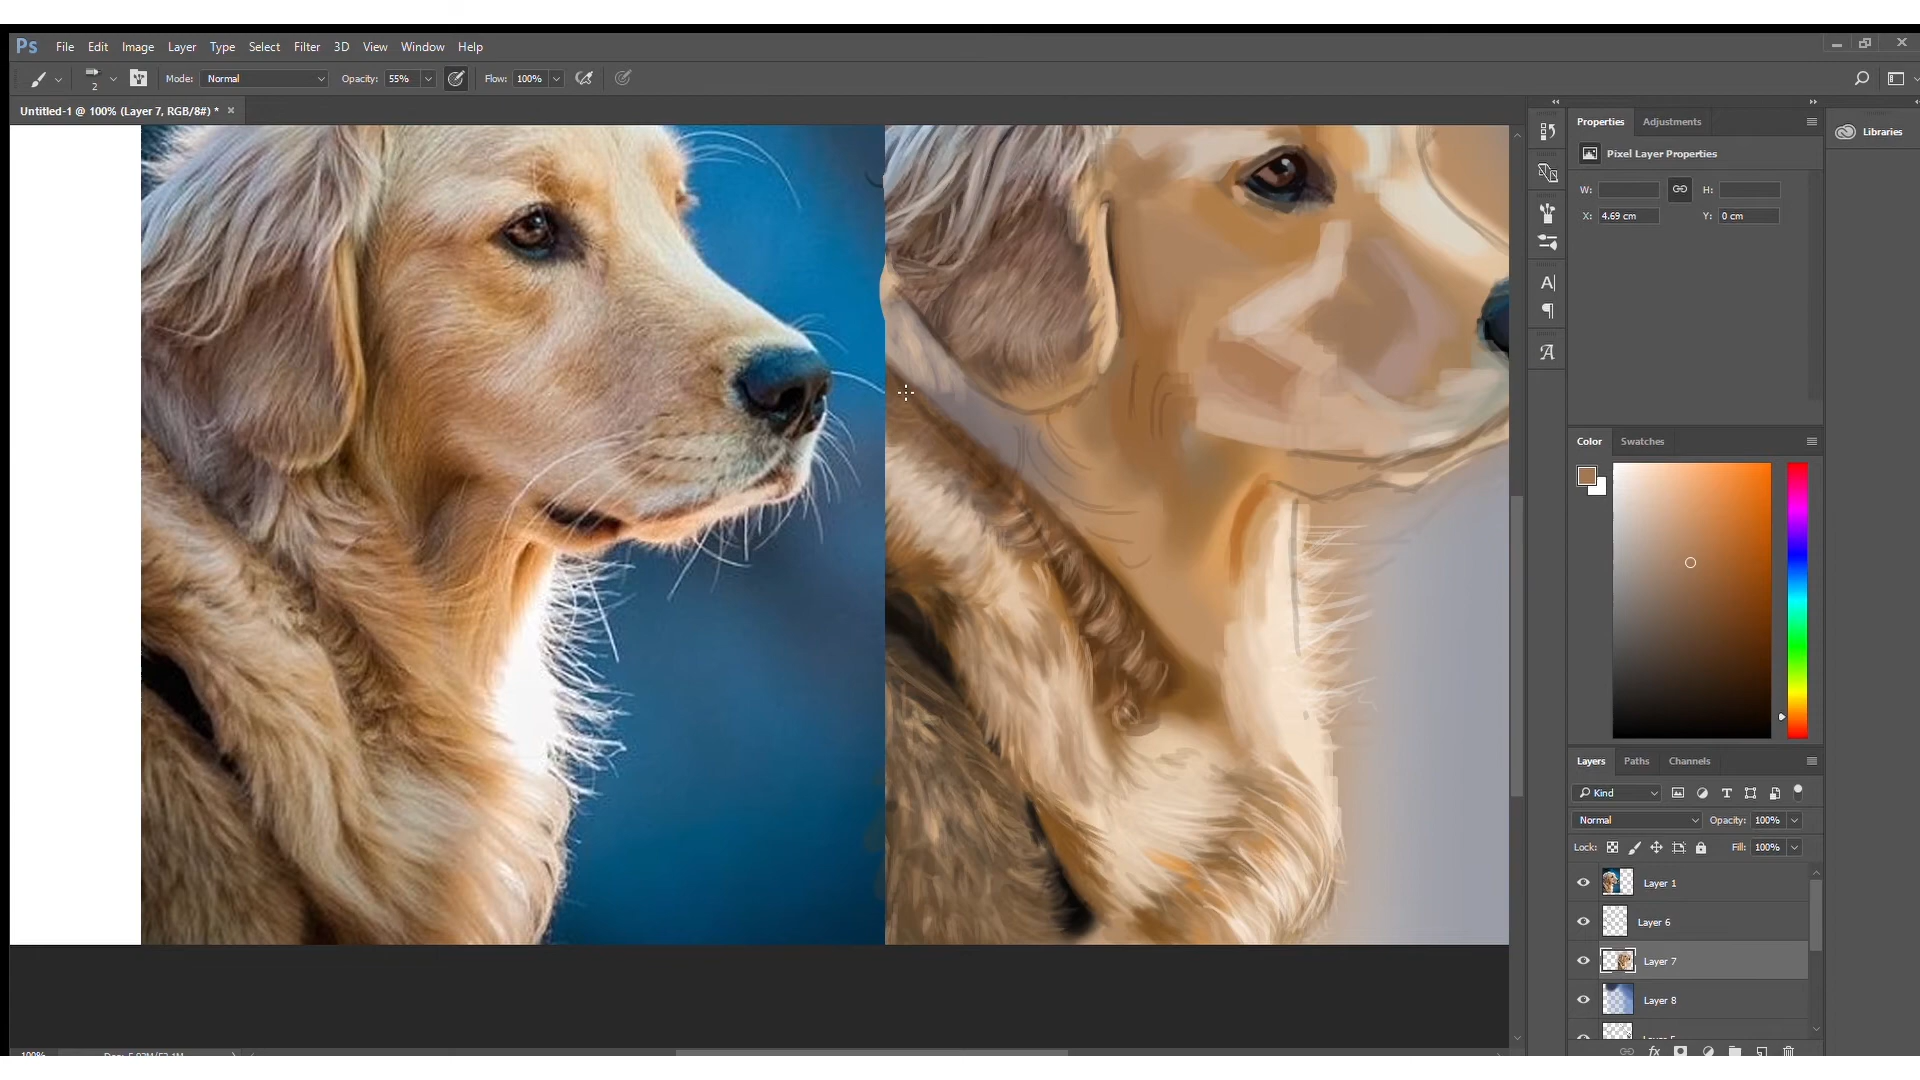 Ps File Edit Image Layer Type Select Filter 3D View Window Help
2 Mode: Normal Opacity: 55% Flow: 100%
Untitled-1 @ 100% (Layer 7, RGB/8#) * ×
Properties Adjustments
Libraries
Pixel Layer Properties
W: H:
X: 4.69 cm Y: 0 cm
Color Swatches
Layers Paths Channels
Kind
Normal Opacity: 100%
Lock: Fill: 100%
Layer 1
Layer 6
Layer 7
Layer 8
100%